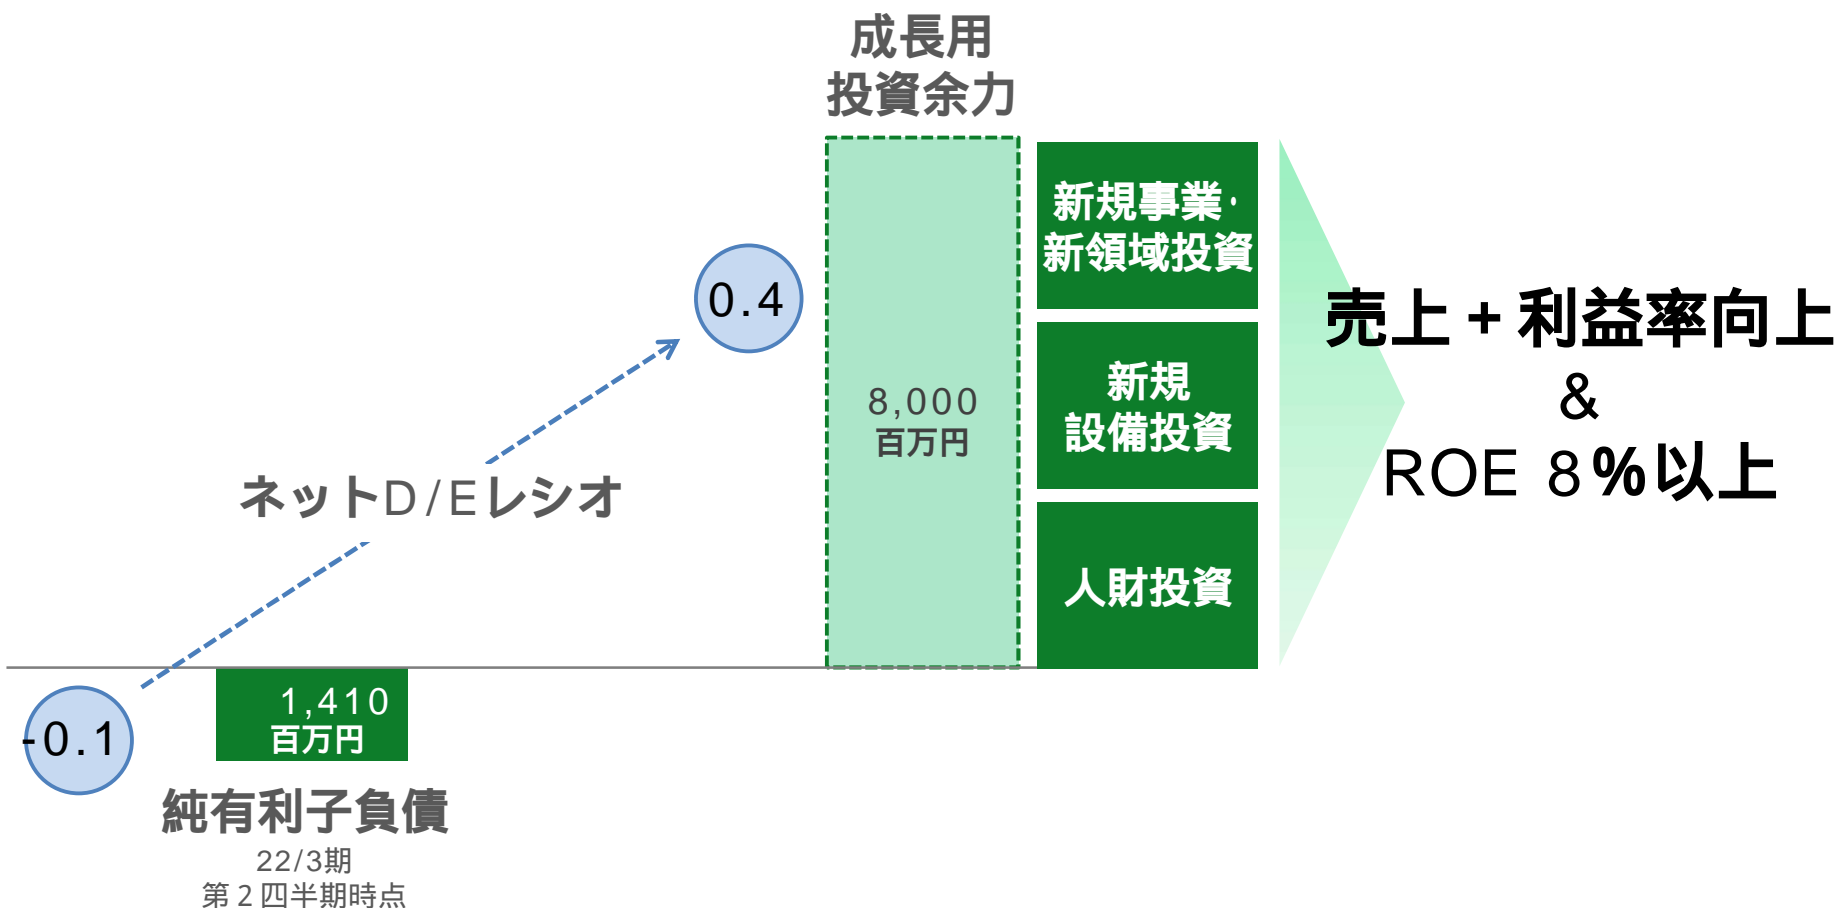 成長用
投資余力
新規事業・
新領域投資
0.4
売上+利益率向上
&
ROE 8%以上
新規
設備投資
8,000
百万円
ネットD/Eレシオ
人財投資
-0.1
1,410
百万円
純有利子負債
22/3期
第2四半期時点